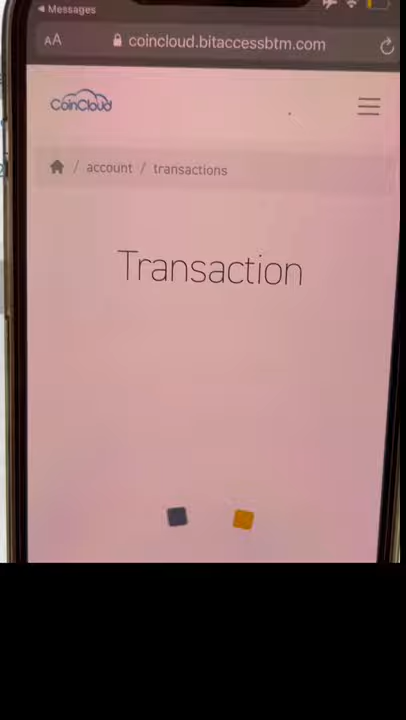 Messages
AA coincloud.bitaccessbtm.com
CoinCloud
/ account / transactions
Transaction